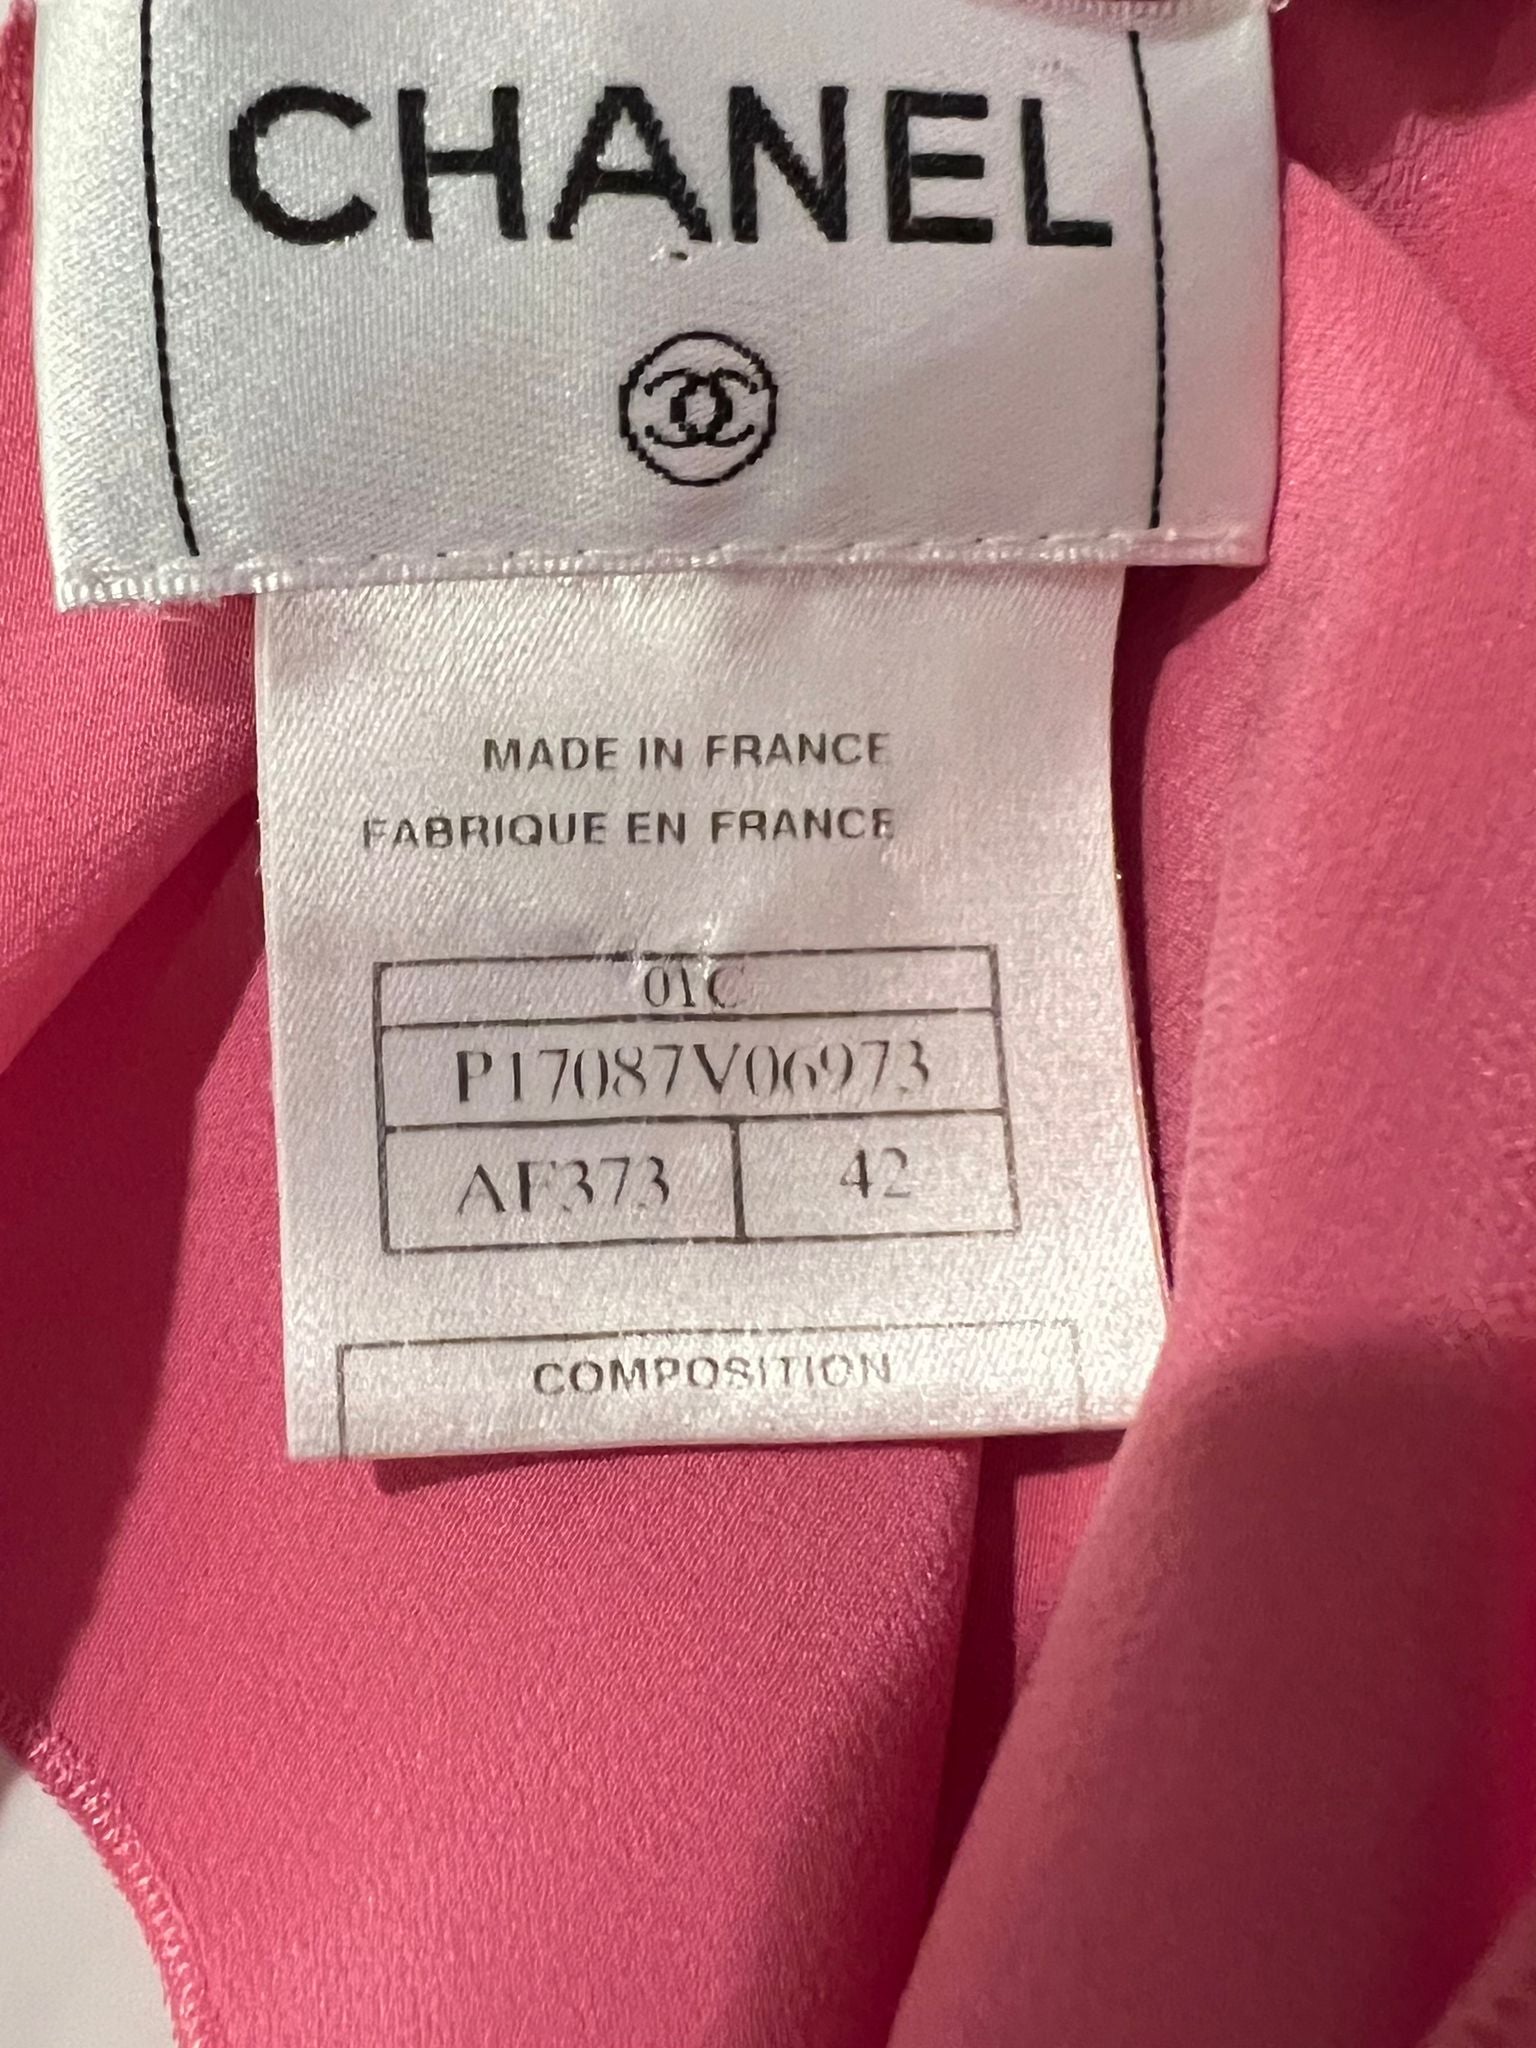 CHANEL
MADE IN FRANCE
FABRIQUE EN FRANCE
01C
P17087V06973
AF373 42
COMPOSITION